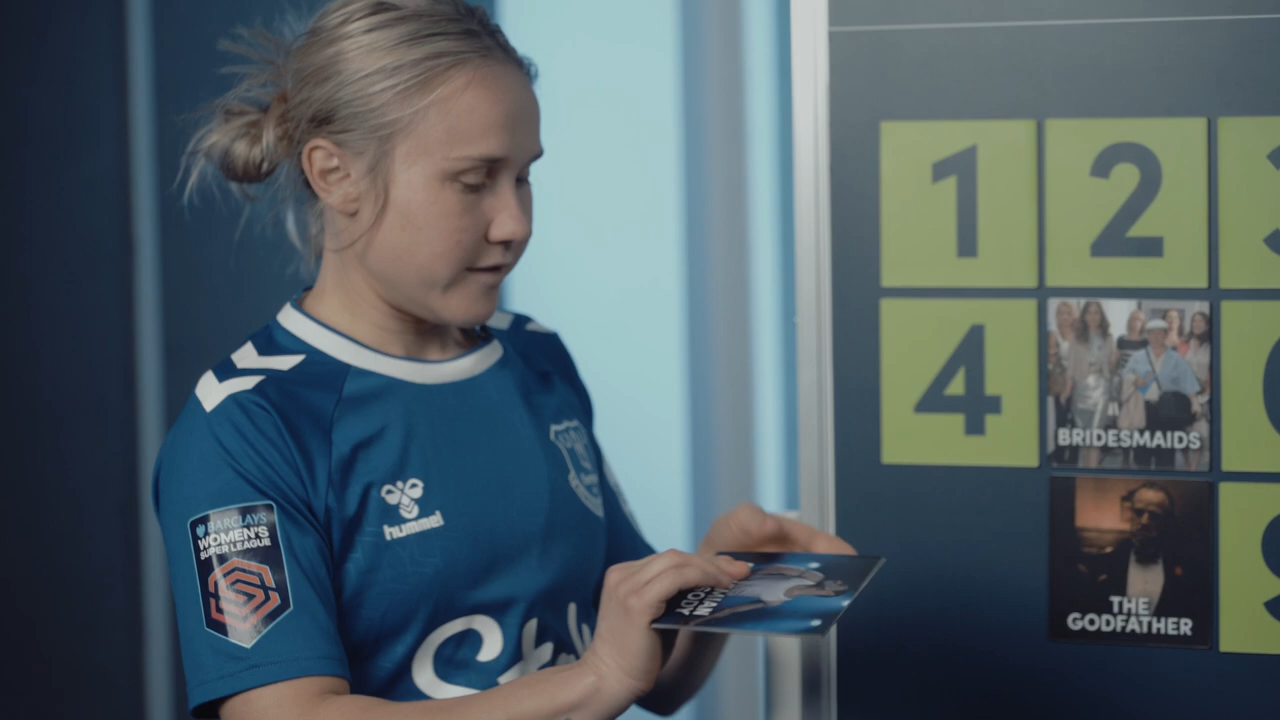 1
2
4
BRIDESMAIDS
THE
GODFATHER
BARCLAYS
WOMEN'S
SUPER LEAGUE
hummel